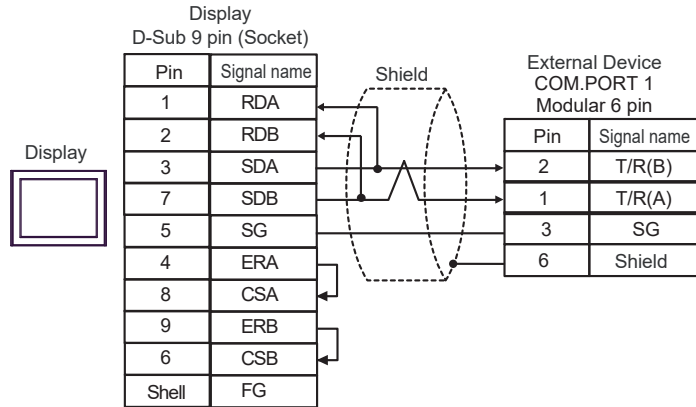 Display
D-Sub 9 pin (Socket)
Pin Signal name
1 RDA
2 RDB
3 SDA
7 SDB
5 SG
4 ERA
8 CSA
9 ERB
6 CSB
Shell FG
Display
Shield
External Device
COM.PORT 1
Modular 6 pin
Pin Signal name
2 T/R(B)
1 T/R(A)
3 SG
6 Shield